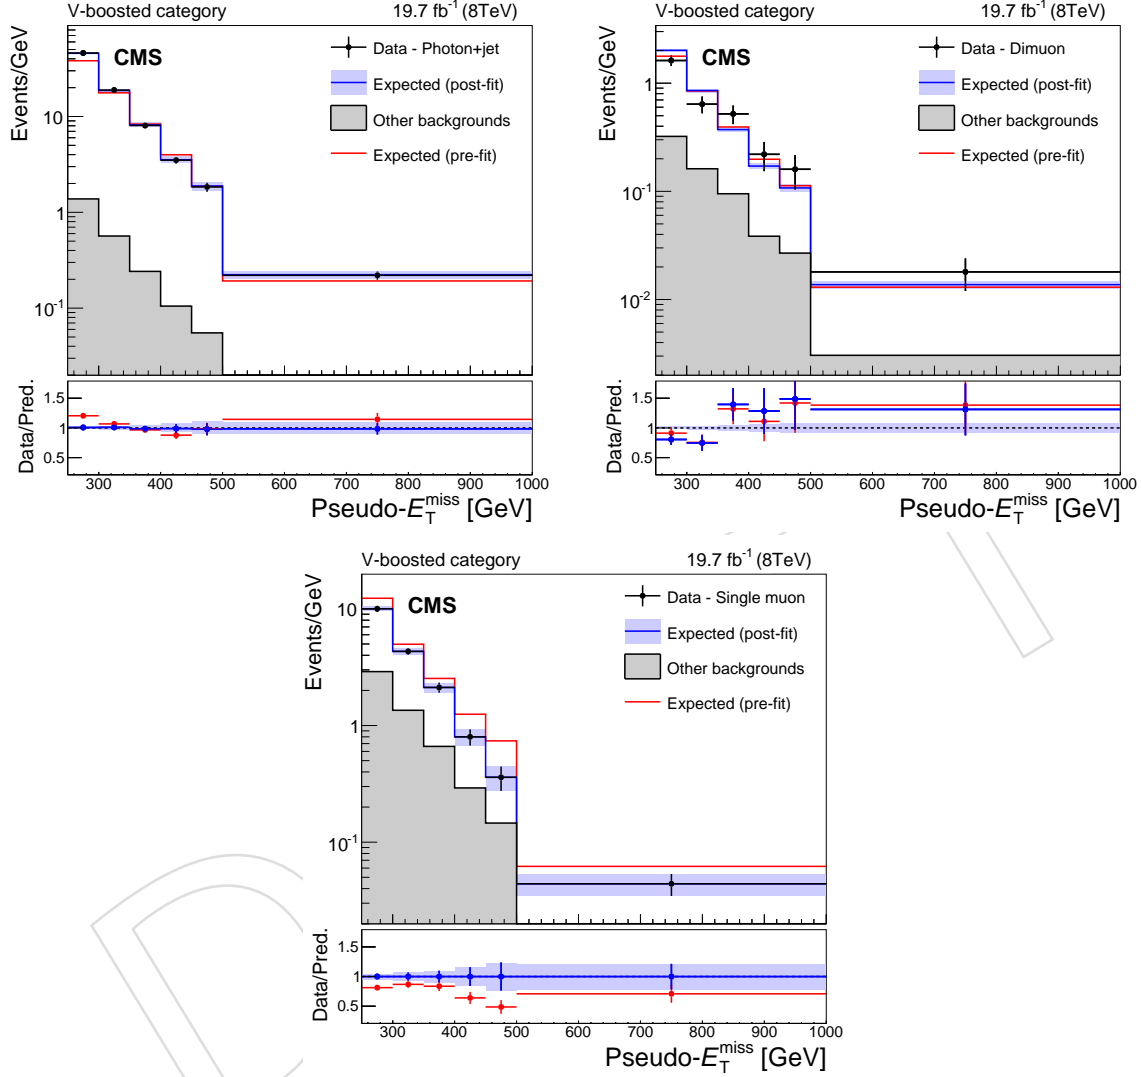 V-boosted category 19.7 fb⁻¹ (8TeV)
CMS
Events/GeV
Data - Photon+jet
Expected (post-fit)
Other backgrounds
Expected (pre-fit)
10
1
10⁻¹
Data/Pred.
1.5
1
0.5
300 400 500 600 700 800 900 1000
Pseudo-E_T^miss [GeV]
V-boosted category 19.7 fb⁻¹ (8TeV)
CMS
Events/GeV
Data - Dimuon
Expected (post-fit)
Other backgrounds
Expected (pre-fit)
1
10⁻¹
10⁻²
Data/Pred.
1.5
1
0.5
300 400 500 600 700 800 900 1000
Pseudo-E_T^miss [GeV]
V-boosted category 19.7 fb⁻¹ (8TeV)
CMS
Events/GeV
Data - Single muon
Expected (post-fit)
Other backgrounds
Expected (pre-fit)
10
1
10⁻¹
Data/Pred.
1.5
1
0.5
300 400 500 600 700 800 900 1000
Pseudo-E_T^miss [GeV]